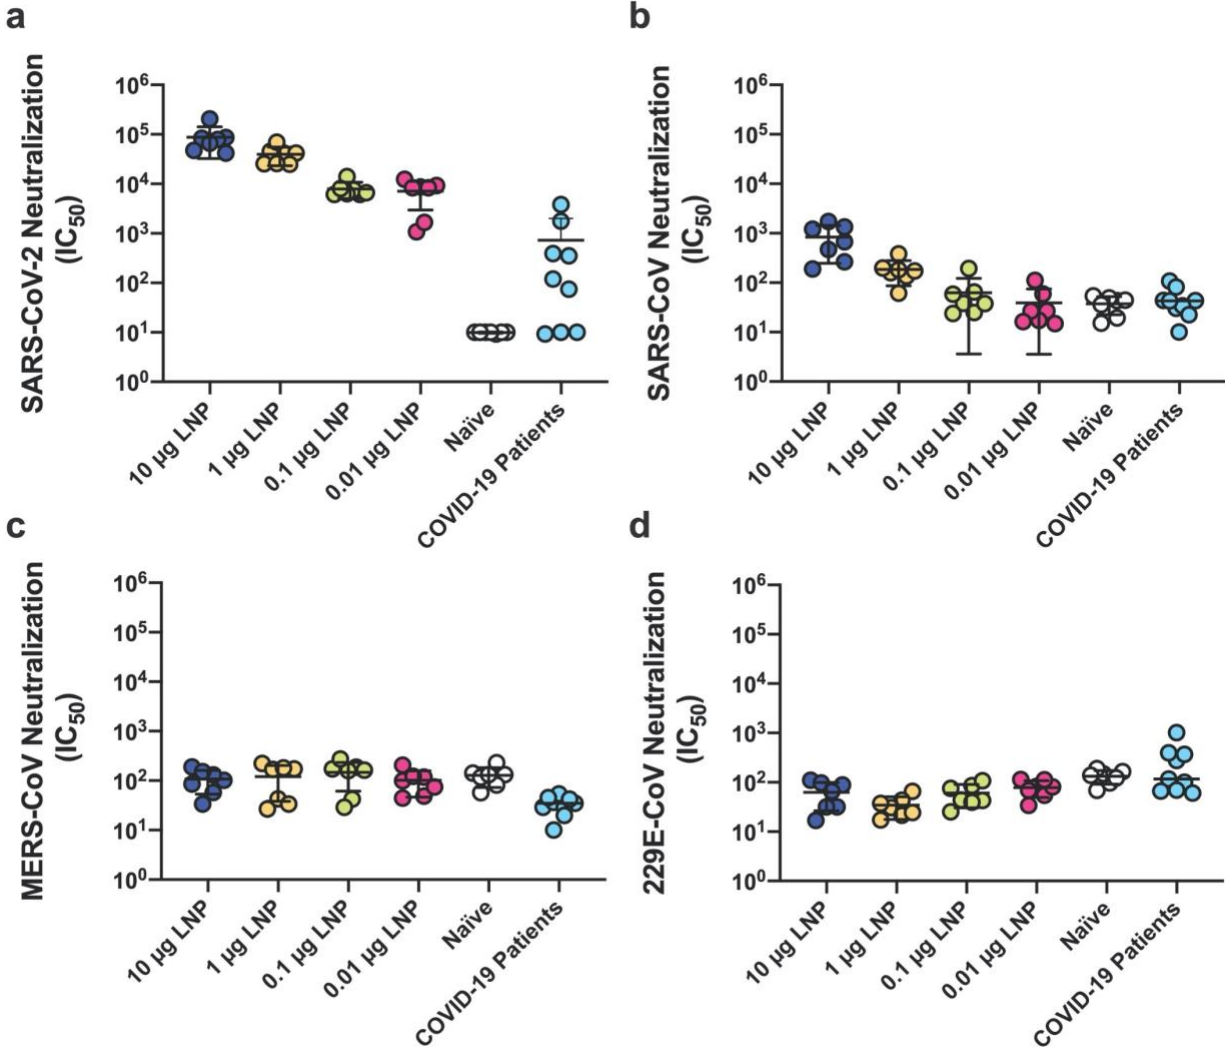 a
SARS-CoV-2 Neutralization
(IC50)
10⁶
10⁵
10⁴
10³
10²
10¹
10⁰
10 µg LNP
1 µg LNP
0.1 µg LNP
0.01 µg LNP
Naïve
COVID-19 Patients
b
SARS-CoV Neutralization
(IC50)
10⁶
10⁵
10⁴
10³
10²
10¹
10⁰
10 µg LNP
1 µg LNP
0.1 µg LNP
0.01 µg LNP
Naïve
COVID-19 Patients
c
MERS-CoV Neutralization
(IC50)
10⁶
10⁵
10⁴
10³
10²
10¹
10⁰
10 µg LNP
1 µg LNP
0.1 µg LNP
0.01 µg LNP
Naïve
COVID-19 Patients
d
229E-CoV Neutralization
(IC50)
10⁶
10⁵
10⁴
10³
10²
10¹
10⁰
10 µg LNP
1 µg LNP
0.1 µg LNP
0.01 µg LNP
Naïve
COVID-19 Patients